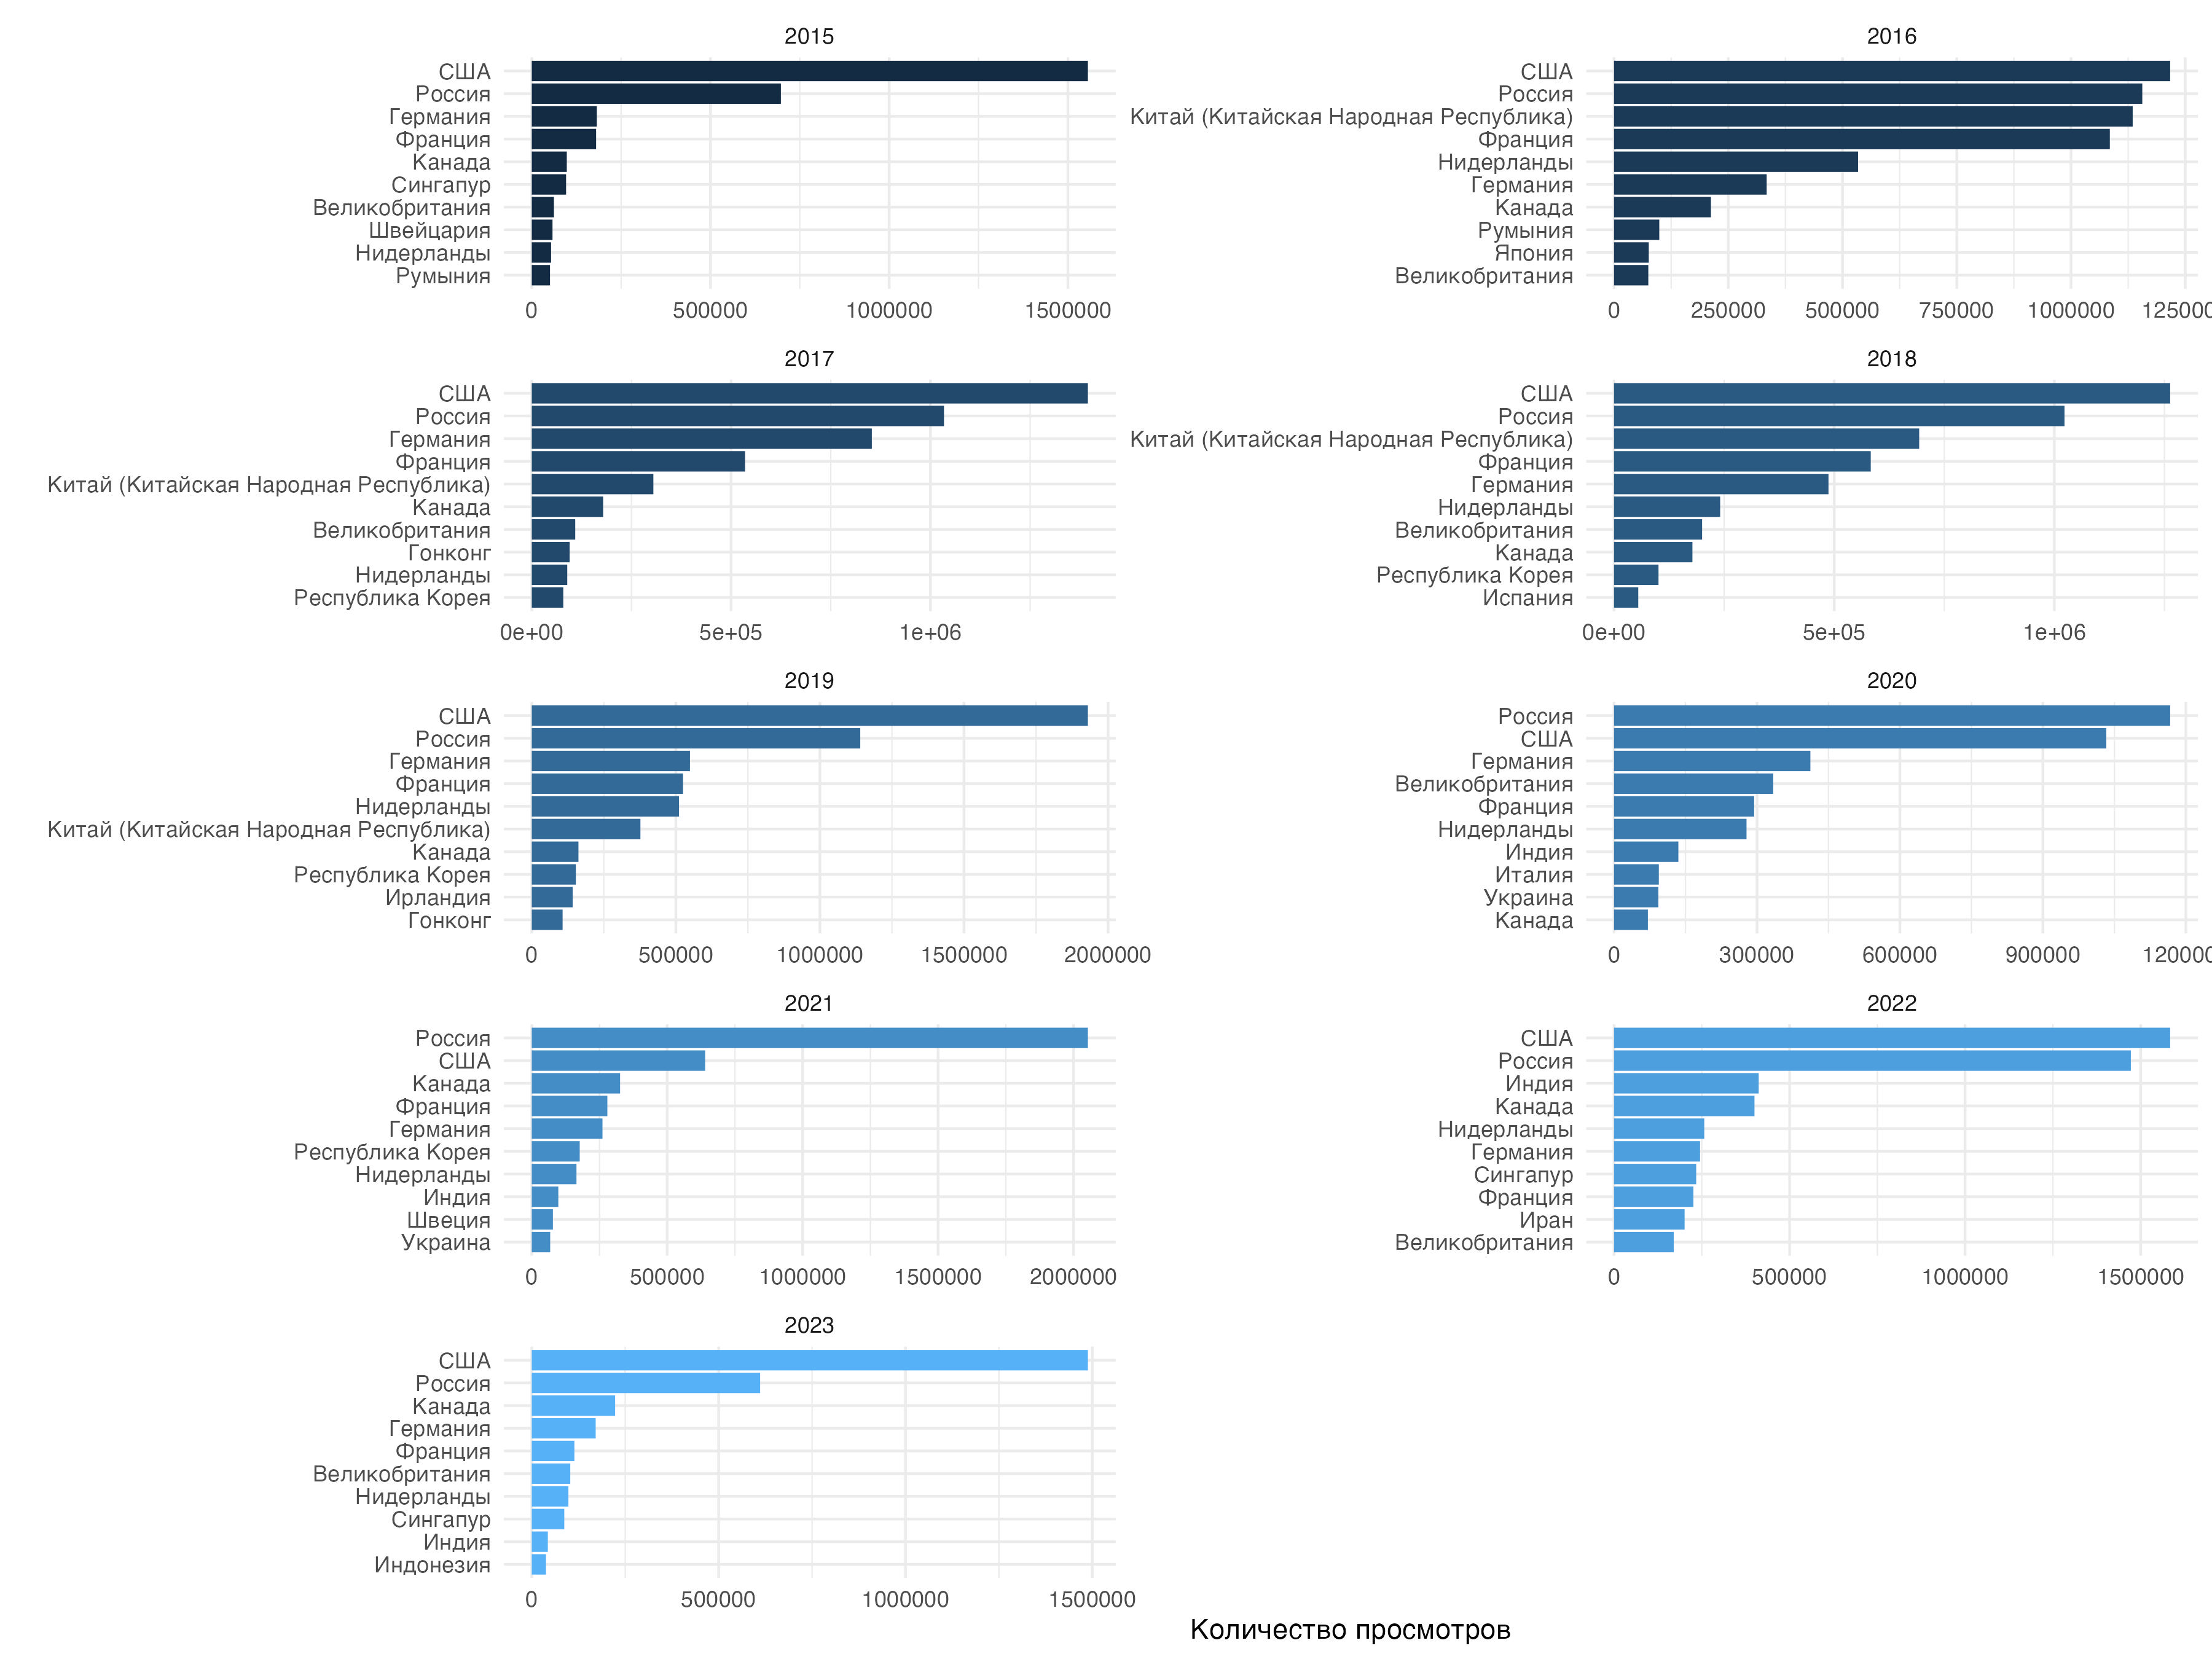 2015
США
Россия
Германия
Франция
Канада
Сингапур
Великобритания
Швейцария
Нидерланды
Румыния
0 500000 1000000 1500000
2016
США
Россия
Китай (Китайская Народная Республика)
Франция
Нидерланды
Германия
Канада
Румыния
Япония
Великобритания
0 250000 500000 750000 1000000 125000
2017
США
Россия
Германия
Франция
Китай (Китайская Народная Республика)
Канада
Великобритания
Гонконг
Нидерланды
Республика Корея
0e+00 5e+05 1e+06
2018
США
Россия
Китай (Китайская Народная Республика)
Франция
Германия
Нидерланды
Великобритания
Канада
Республика Корея
Испания
0e+00 5e+05 1e+06
2019
США
Россия
Германия
Франция
Нидерланды
Китай (Китайская Народная Республика)
Канада
Республика Корея
Ирландия
Гонконг
0 500000 1000000 1500000 2000000
2020
Россия
США
Германия
Великобритания
Франция
Нидерланды
Индия
Италия
Украина
Канада
0 300000 600000 900000 120000
2021
Россия
США
Канада
Франция
Германия
Республика Корея
Нидерланды
Индия
Швеция
Украина
0 500000 1000000 1500000 2000000
2022
США
Россия
Индия
Канада
Нидерланды
Германия
Сингапур
Франция
Иран
Великобритания
0 500000 1000000 1500000
2023
США
Россия
Канада
Германия
Франция
Великобритания
Нидерланды
Сингапур
Индия
Индонезия
0 500000 1000000 1500000
Количество просмотров